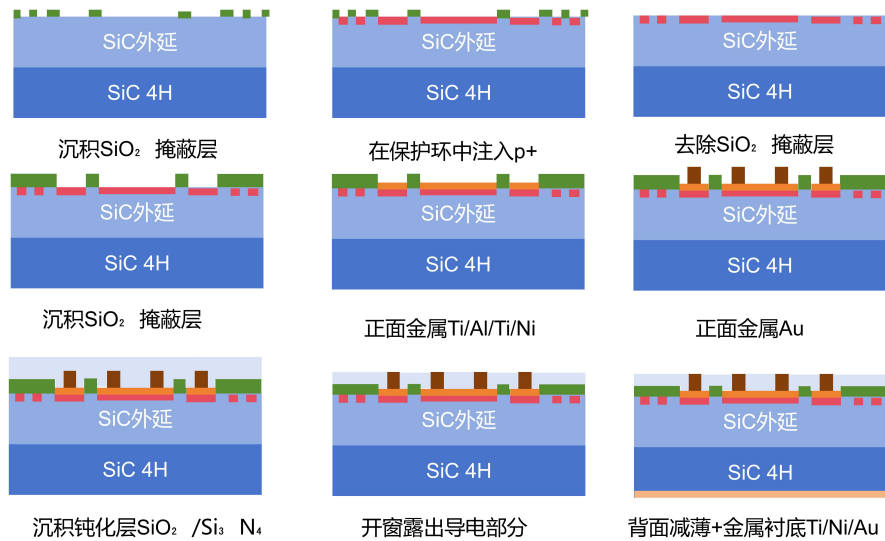 SiC外延
SiC外延
SiC外延
SiC 4H
SiC 4H
SiC 4H
沉积SiO₂ 掩蔽层
在保护环中注入p+
去除SiO₂ 掩蔽层
SiC外延
SiC外延
SiC外延
SiC 4H
SiC 4H
SiC 4H
沉积SiO₂ 掩蔽层
正面金属Ti/Al/Ti/Ni
正面金属Au
SiC外延
SiC外延
SiC外延
SiC 4H
SiC 4H
SiC 4H
沉积钝化层SiO₂ /Si₃ N₄
开窗露出导电部分
背面减薄+金属衬底Ti/Ni/Au